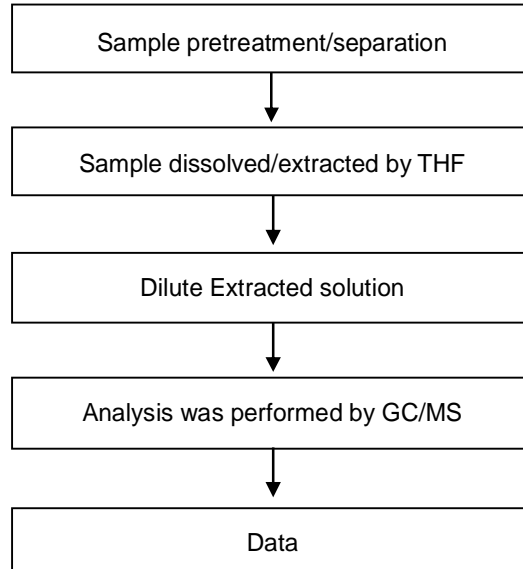 Sample pretreatment/separation
Sample dissolved/extracted by THF
Dilute Extracted solution
Analysis was performed by GC/MS
Data